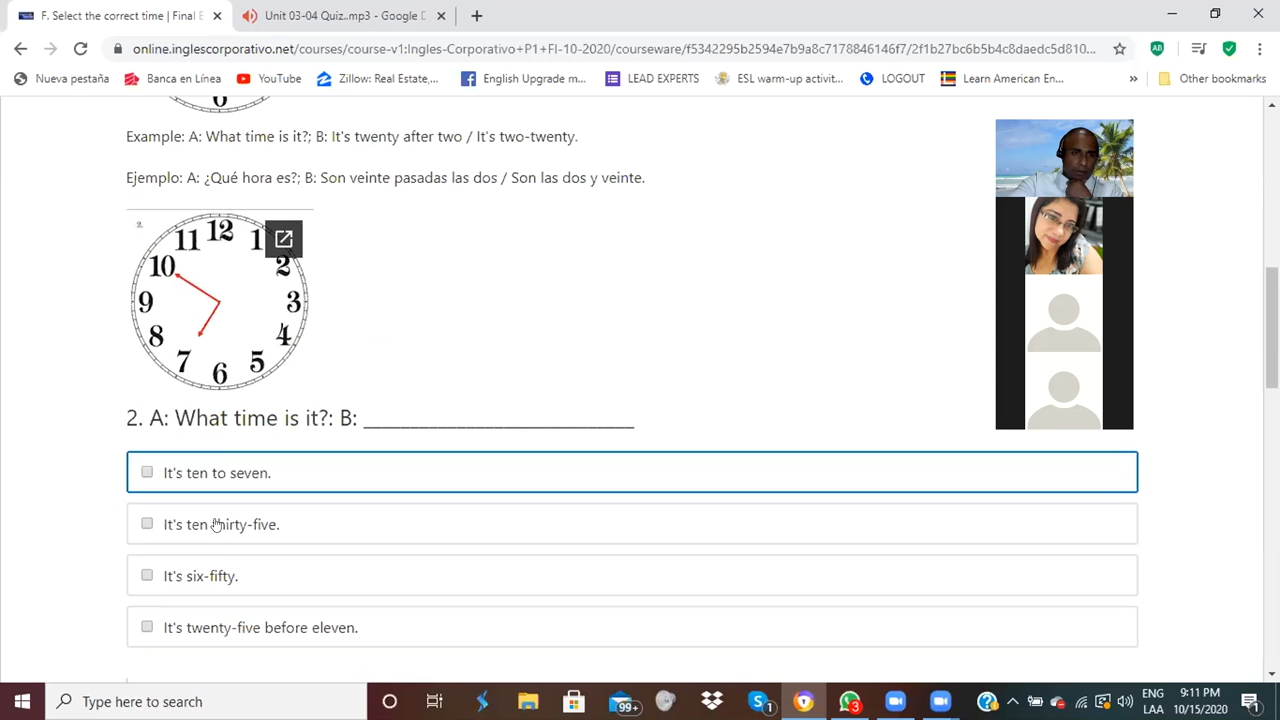 F. Select the correct time | Final E
Unit 03-04 Quiz..mp3 - Google D
online.inglescorporativo.net/courses/course-v1:Ingles-Corporativo+P1+FI-10-2020/courseware/f5342295b2594e7b9a8c7178846146f7/2f1b27bc6b5b4c8daedc5d810...
Nueva pestaña
Banca en Línea
YouTube
Zillow: Real Estate,...
English Upgrade m...
LEAD EXPERTS
ESL warm-up activit...
LOGOUT
Learn American En...
»
Other bookmarks
6
Example: A: What time is it?; B: It's twenty after two / It's two-twenty.
Ejemplo: A: ¿Qué hora es?; B: Son veinte pasadas las dos / Son las dos y veinte.
2.
12
11 1
10 2
9 3
8 4
7 5
6
2. A: What time is it?: B: ___________________________
It's ten to seven.
It's ten thirty-five.
It's six-fifty.
It's twenty-five before eleven.
Type here to search
99+
1
3
ENG
LAA
9:11 PM
10/15/2020
1